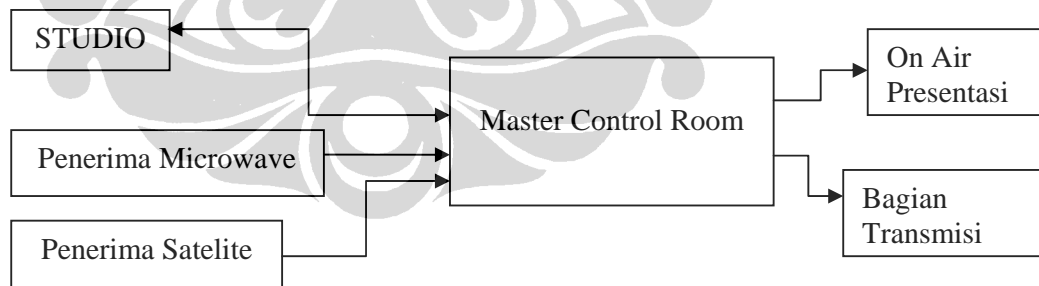 STUDIO
Penerima Microwave
Penerima Satelite
Master Control Room
On Air
Presentasi
Bagian
Transmisi